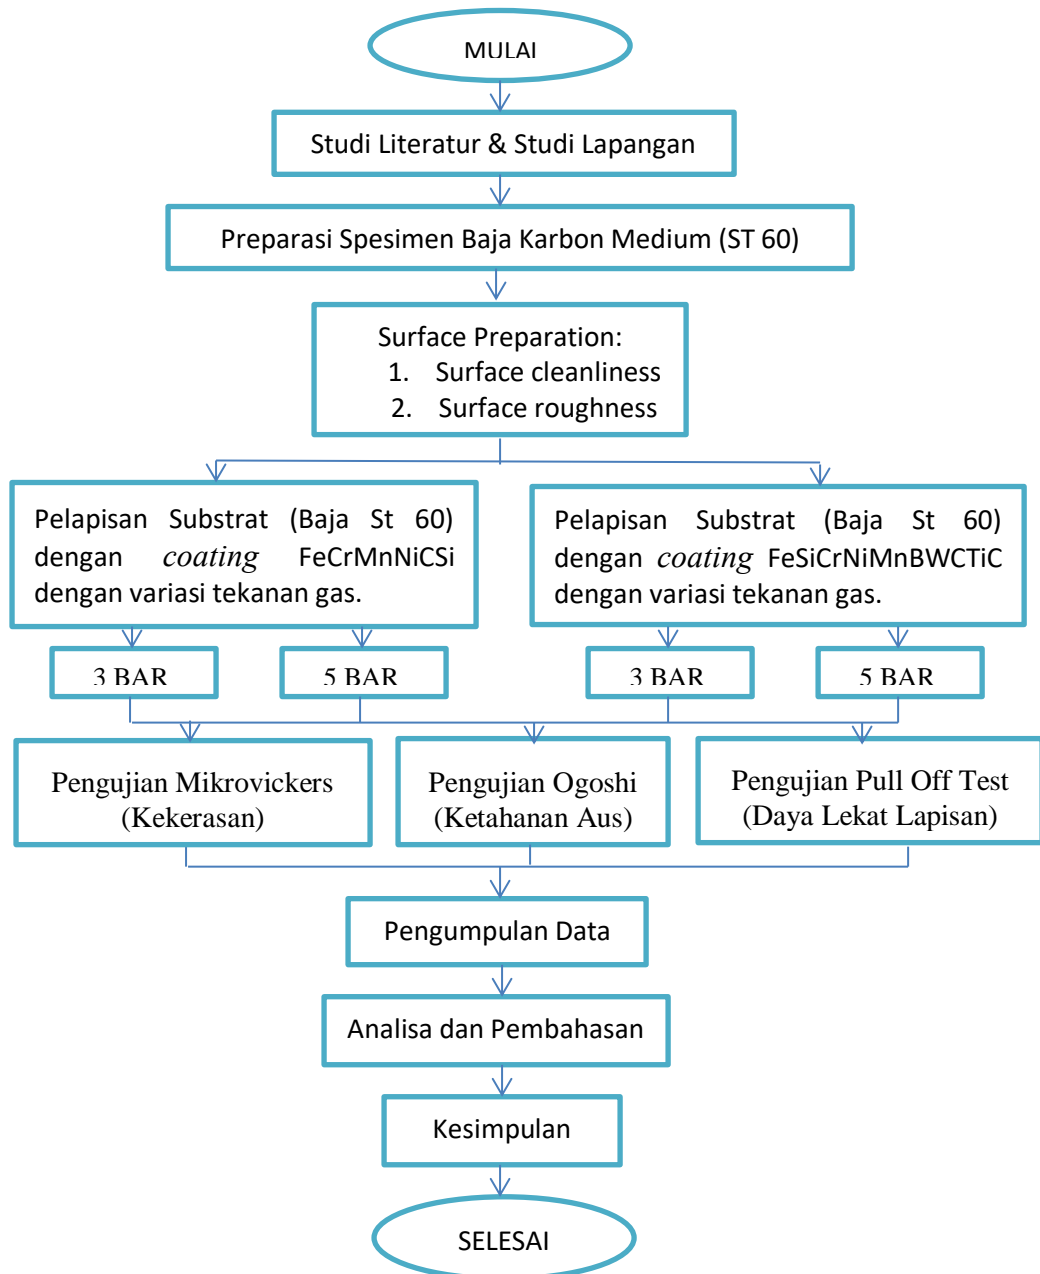 MULAI
Studi Literatur & Studi Lapangan
Preparasi Spesimen Baja Karbon Medium (ST 60)
Surface Preparation:
1. Surface cleanliness
2. Surface roughness
Pelapisan Substrat (Baja St 60)
dengan coating FeCrMnNiCSi
dengan variasi tekanan gas.
Pelapisan Substrat (Baja St 60)
dengan coating FeSiCrNiMnBWCTiC
dengan variasi tekanan gas.
3 BAR
5 BAR
3 BAR
5 BAR
Pengujian Mikrovickers
(Kekerasan)
Pengujian Ogoshi
(Ketahanan Aus)
Pengujian Pull Off Test
(Daya Lekat Lapisan)
Pengumpulan Data
Analisa dan Pembahasan
Kesimpulan
SELESAI